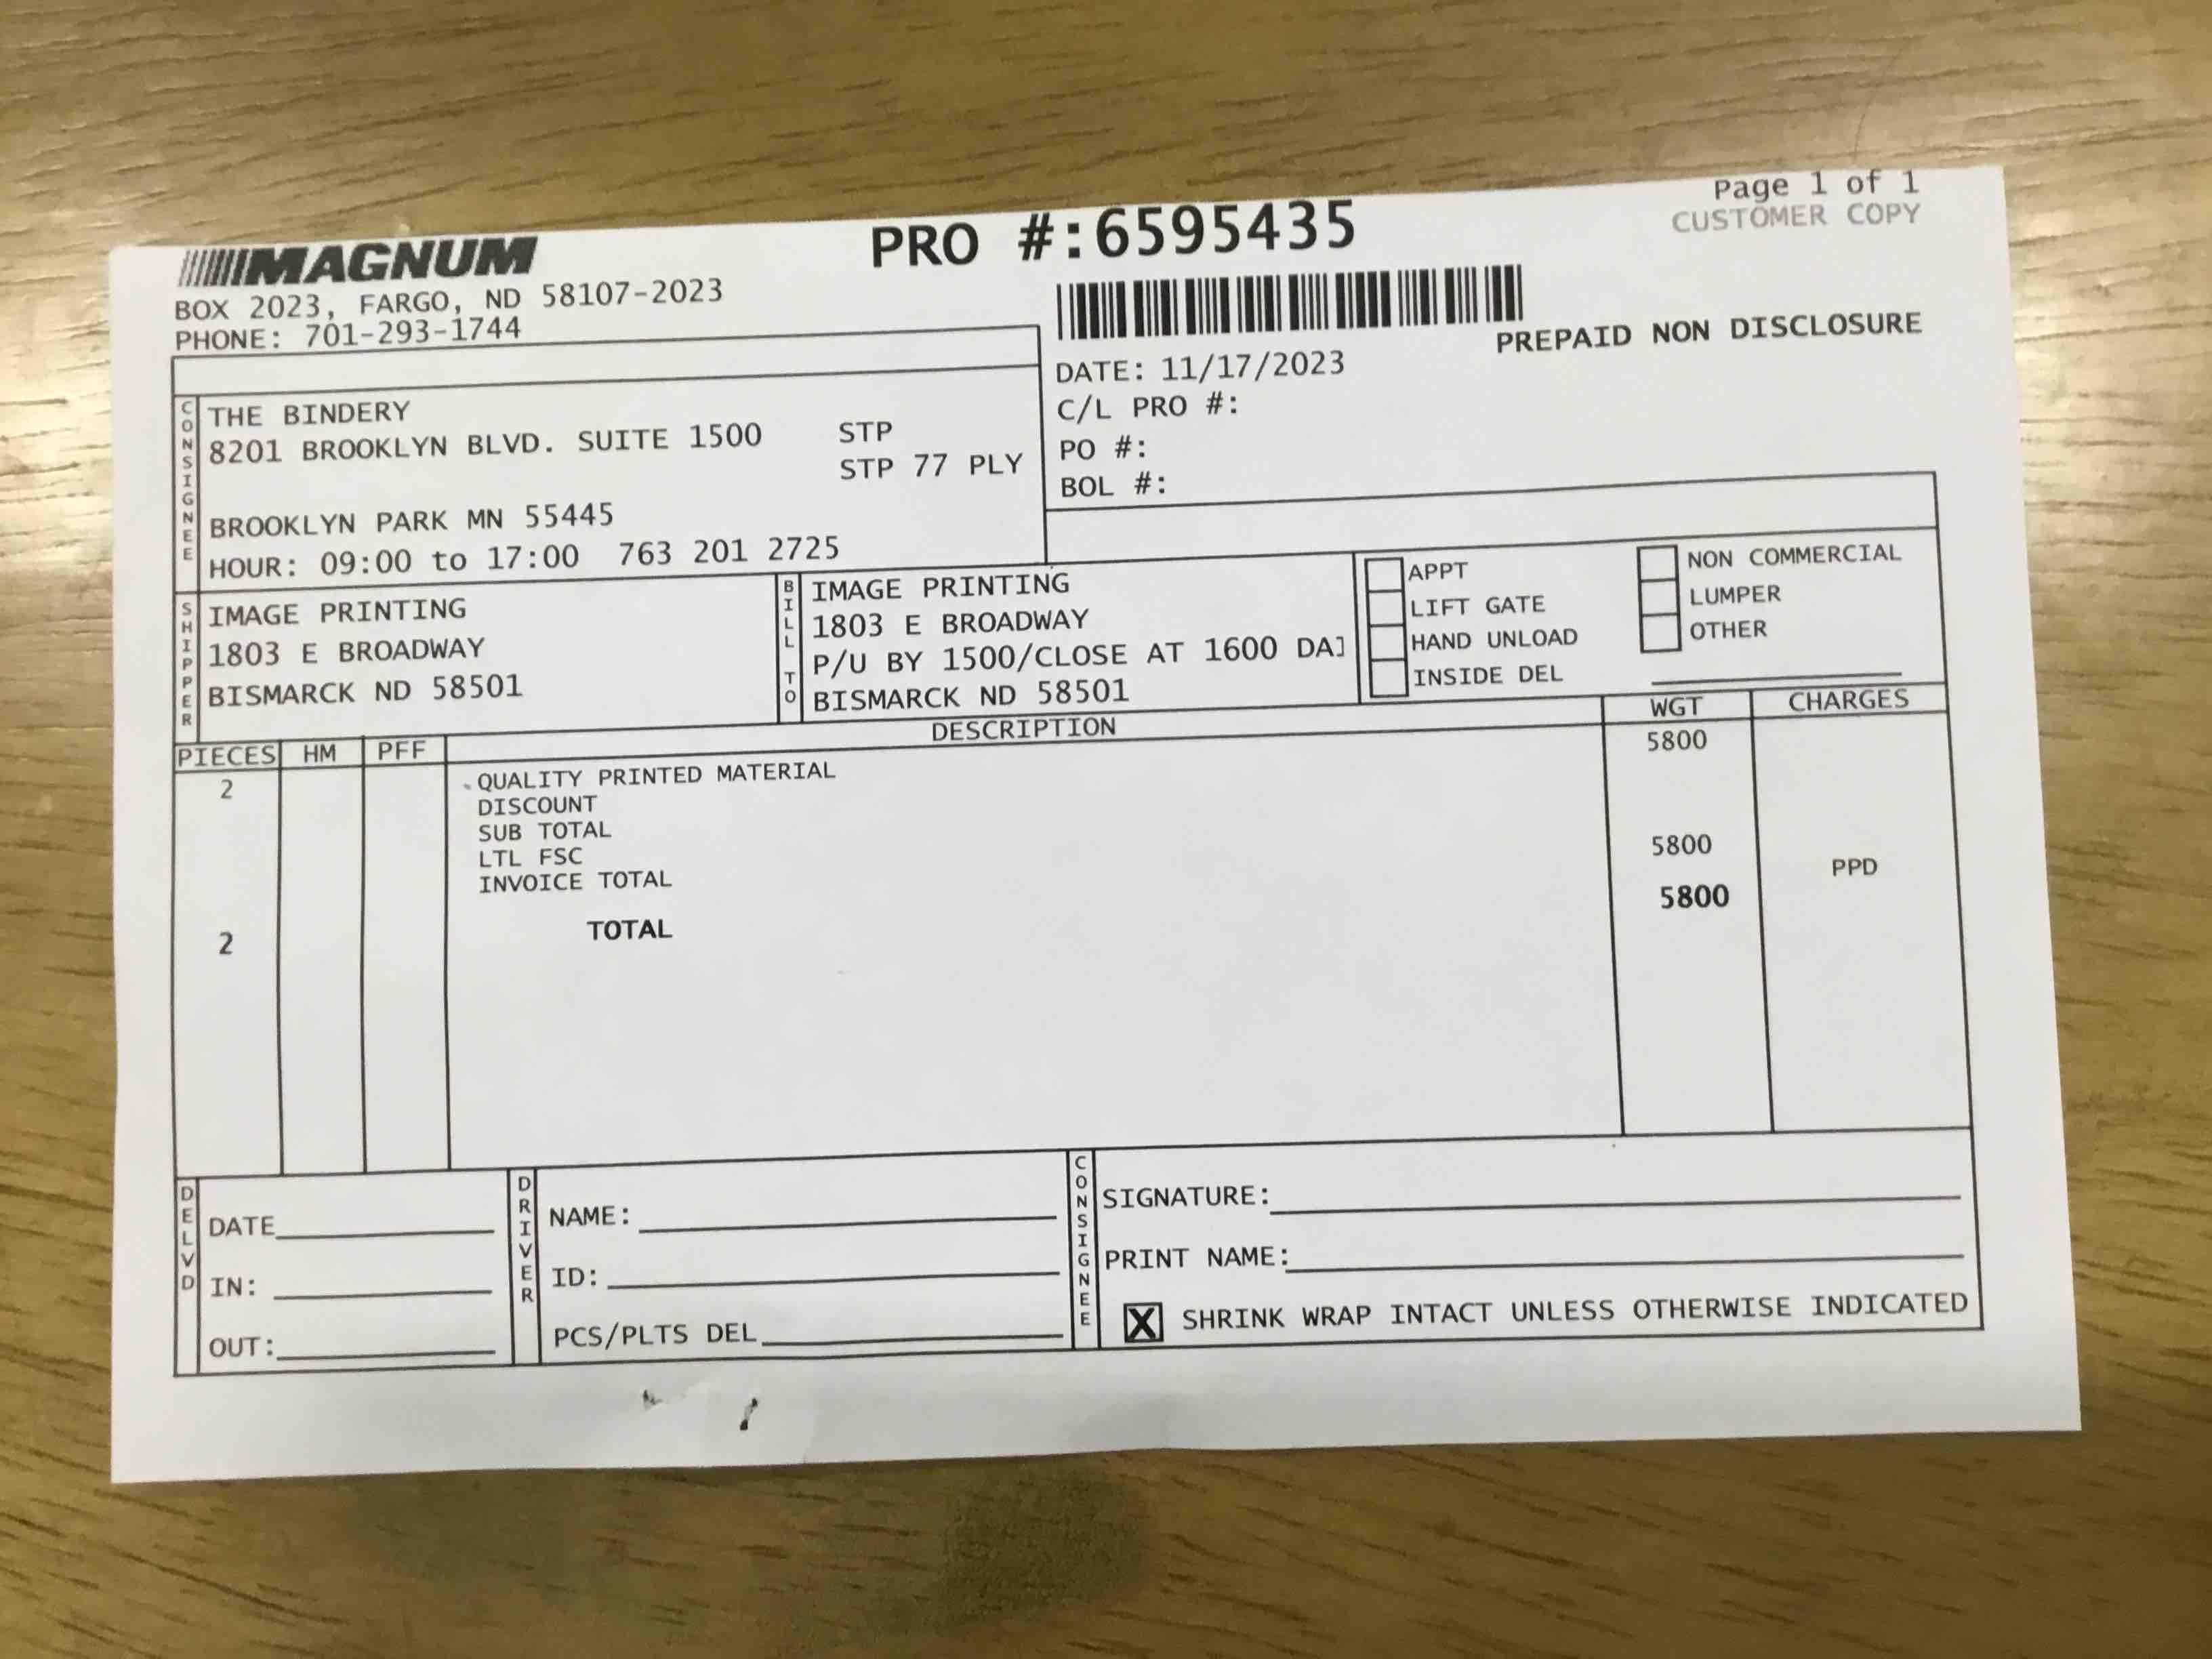 MAGNUM
BOX 2023, FARGO, ND 58107-2023
PHONE: 701-293-1744
PRO #:6595435
Page 1 of 1
CUSTOMER COPY
PREPAID NON DISCLOSURE
DATE: 11/17/2023
C/L PRO #:
PO #:
BOL #:
CONSIGNEE
THE BINDERY
8201 BROOKLYN BLVD. SUITE 1500 STP
STP 77 PLY
BROOKLYN PARK MN 55445
HOUR: 09:00 to 17:00 763 201 2725
SHIPPER
IMAGE PRINTING
1803 E BROADWAY
BISMARCK ND 58501
BILL TO
IMAGE PRINTING
1803 E BROADWAY
P/U BY 1500/CLOSE AT 1600 DAI
BISMARCK ND 58501
APPT
LIFT GATE
HAND UNLOAD
INSIDE DEL
NON COMMERCIAL
LUMPER
OTHER
PIECES HM PFF DESCRIPTION WGT CHARGES
2 QUALITY PRINTED MATERIAL 5800
DISCOUNT
SUB TOTAL
LTL FSC 5800
INVOICE TOTAL PPD
2 TOTAL 5800
DELVD
DATE
IN:
OUT:
DRIVER
NAME:
ID:
PCS/PLTS DEL
CONSIGNEE
SIGNATURE:
PRINT NAME:
X SHRINK WRAP INTACT UNLESS OTHERWISE INDICATED